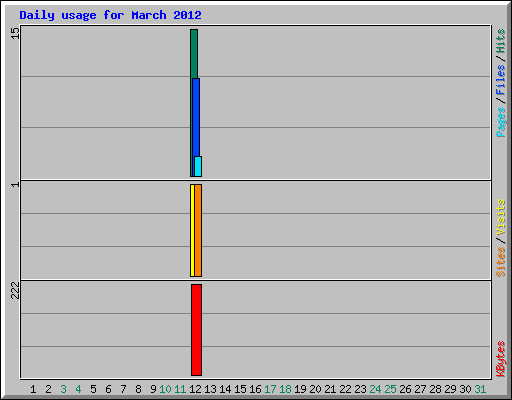 Daily usage for March 2012
15
Pages / Files / Hits
1
Sites / Visits
222
KBytes
1 2 3 4 5 6 7 8 9 10 11 12 13 14 15 16 17 18 19 20 21 22 23 24 25 26 27 28 29 30 31